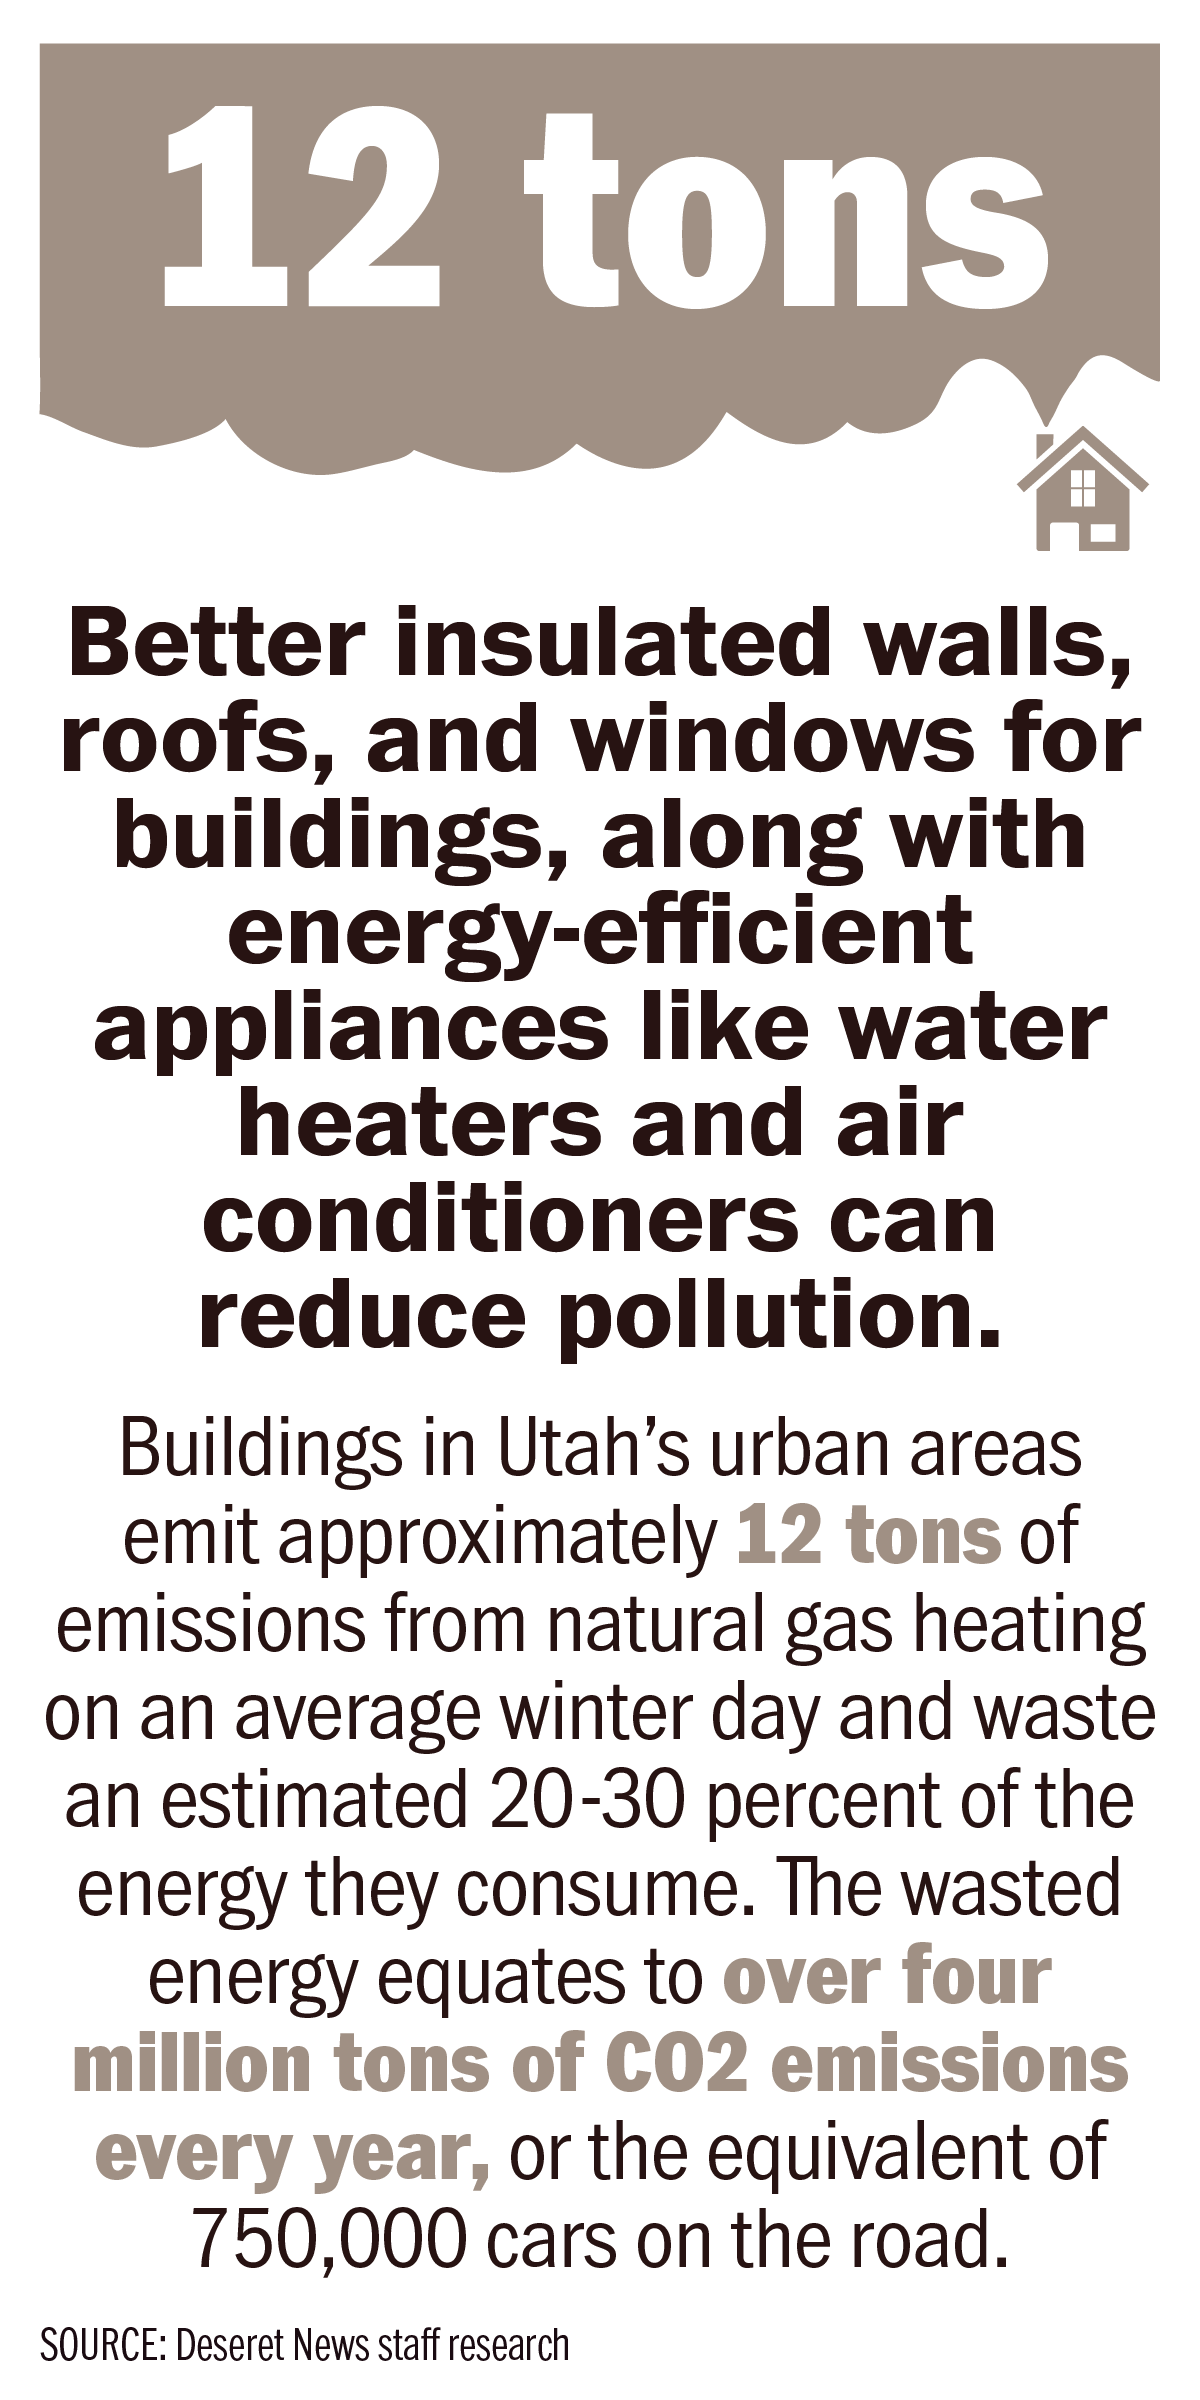 12 tons
Better insulated walls,
roofs, and windows for
buildings, along with
energy-efficient
appliances like water
heaters and air
conditioners can
reduce pollution.
Buildings in Utah’s urban areas
emit approximately 12 tons of
emissions from natural gas heating
on an average winter day and waste
an estimated 20-30 percent of the
energy they consume. The wasted
energy equates to over four
million tons of CO2 emissions
every year, or the equivalent of
750,000 cars on the road.
SOURCE: Deseret News staff research